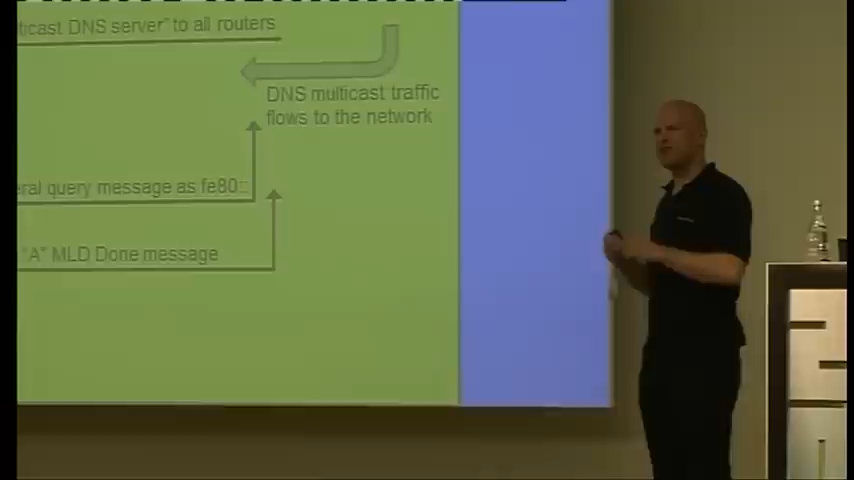 ticast DNS server" to all routers
DNS multicast traffic
flows to the network
eral query message as fe80::
"A" MLD Done message